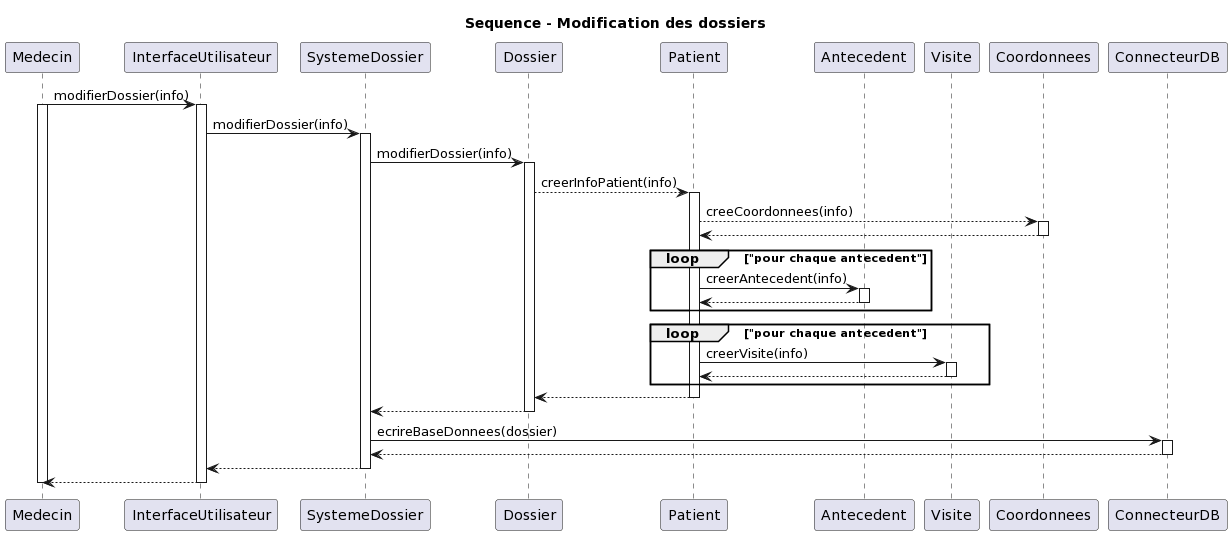 Sequence - Modification des dossiers
Medecin InterfaceUtilisateur SystemeDossier Dossier Patient Antecedent Visite Coordonnees ConnecteurDB
modifierDossier(info)
modifierDossier(info)
modifierDossier(info)
creerInfoPatient(info)
creeCoordonnees(info)
loop ["pour chaque antecedent"]
creerAntecedent(info)
loop ["pour chaque antecedent"]
creerVisite(info)
ecrireBaseDonnees(dossier)
Medecin InterfaceUtilisateur SystemeDossier Dossier Patient Antecedent Visite Coordonnees ConnecteurDB